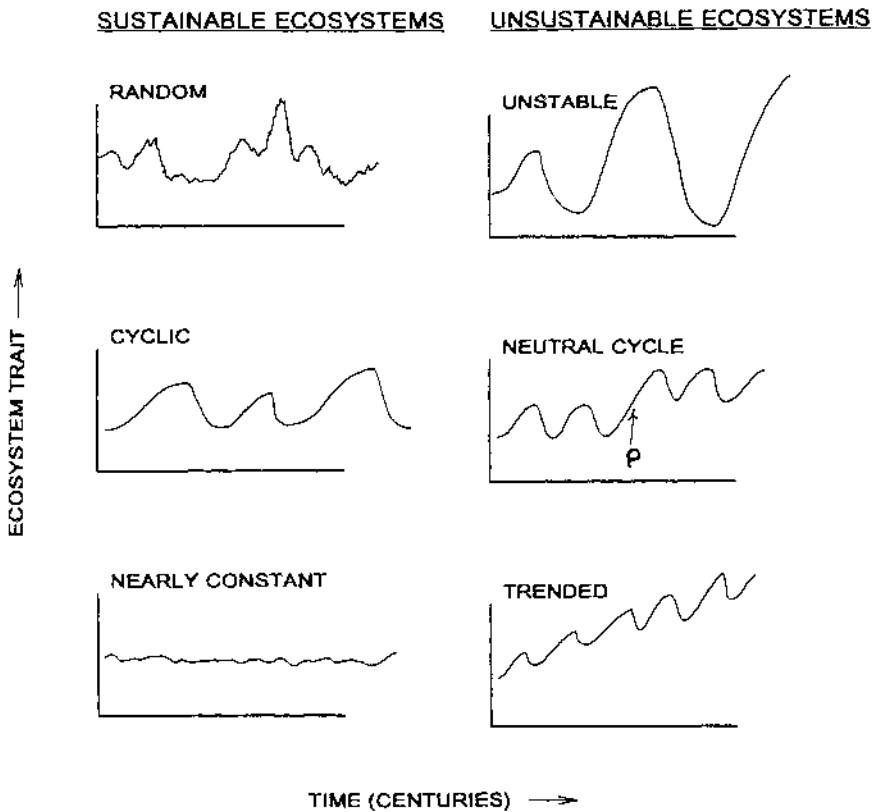 SUSTAINABLE ECOSYSTEMS
UNSUSTAINABLE ECOSYSTEMS
RANDOM
UNSTABLE
CYCLIC
NEUTRAL CYCLE
P
NEARLY CONSTANT
TRENDED
ECOSYSTEM TRAIT
TIME (CENTURIES)